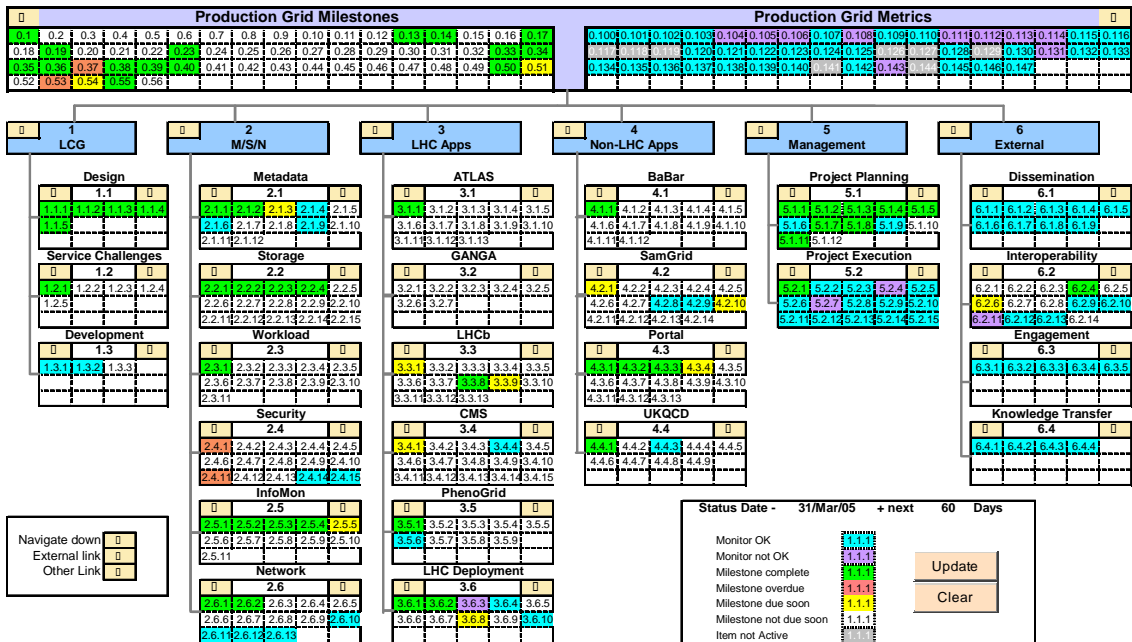 Production Grid Milestones
Production Grid Metrics
0.1 0.2 0.3 0.4 0.5 0.6 0.7 0.8 0.9 0.10 0.11 0.12 0.13 0.14 0.15 0.16 0.17
0.18 0.19 0.20 0.21 0.22 0.23 0.24 0.25 0.26 0.27 0.28 0.29 0.30 0.31 0.32 0.33 0.34
0.35 0.36 0.37 0.38 0.39 0.40 0.41 0.42 0.43 0.44 0.45 0.46 0.47 0.48 0.49 0.50 0.51
0.52 0.53 0.54 0.55 0.56
0.100 0.101 0.102 0.103 0.104 0.105 0.106 0.107 0.108 0.109 0.110 0.111 0.112 0.113 0.114 0.115 0.116
0.117 0.118 0.119 0.120 0.121 0.122 0.123 0.124 0.125 0.126 0.127 0.128 0.129 0.130 0.131 0.132 0.133
0.134 0.135 0.136 0.137 0.138 0.139 0.140 0.141 0.142 0.143 0.144 0.145 0.146 0.147
1
LCG
Design
1.1
1.1.1 1.1.2 1.1.3 1.1.4
1.1.5
Service Challenges
1.2
1.2.1 1.2.2 1.2.3 1.2.4
1.2.5
Development
1.3
1.3.1 1.3.2 1.3.3
2
M/S/N
Metadata
2.1
2.1.1 2.1.2 2.1.3 2.1.4 2.1.5
2.1.6 2.1.7 2.1.8 2.1.9 2.1.10
2.1.11 2.1.12
Storage
2.2
2.2.1 2.2.2 2.2.3 2.2.4 2.2.5
2.2.6 2.2.7 2.2.8 2.2.9 2.2.10
2.2.11 2.2.12 2.2.13 2.2.14 2.2.15
Workload
2.3
2.3.1 2.3.2 2.3.3 2.3.4 2.3.5
2.3.6 2.3.7 2.3.8 2.3.9 2.3.10
2.3.11
Security
2.4
2.4.1 2.4.2 2.4.3 2.4.4 2.4.5
2.4.6 2.4.7 2.4.8 2.4.9 2.4.10
2.4.11 2.4.12 2.4.13 2.4.14 2.4.15
InfoMon
2.5
2.5.1 2.5.2 2.5.3 2.5.4 2.5.5
2.5.6 2.5.7 2.5.8 2.5.9 2.5.10
2.5.11
Network
2.6
2.6.1 2.6.2 2.6.3 2.6.4 2.6.5
2.6.6 2.6.7 2.6.8 2.6.9 2.6.10
2.6.11 2.6.12 2.6.13
3
LHC Apps
ATLAS
3.1
3.1.1 3.1.2 3.1.3 3.1.4 3.1.5
3.1.6 3.1.7 3.1.8 3.1.9 3.1.10
3.1.11 3.1.12 3.1.13
GANGA
3.2
3.2.1 3.2.2 3.2.3 3.2.4 3.2.5
3.2.6 3.2.7
LHCb
3.3
3.3.1 3.3.2 3.3.3 3.3.4 3.3.5
3.3.6 3.3.7 3.3.8 3.3.9 3.3.10
3.3.11 3.3.12 3.3.13
CMS
3.4
3.4.1 3.4.2 3.4.3 3.4.4 3.4.5
3.4.6 3.4.7 3.4.8 3.4.9 3.4.10
3.4.11 3.4.12 3.4.13 3.4.14 3.4.15
PhenoGrid
3.5
3.5.1 3.5.2 3.5.3 3.5.4 3.5.5
3.5.6 3.5.7 3.5.8 3.5.9
LHC Deployment
3.6
3.6.1 3.6.2 3.6.3 3.6.4 3.6.5
3.6.6 3.6.7 3.6.8 3.6.9 3.6.10
4
Non-LHC Apps
BaBar
4.1
4.1.1 4.1.2 4.1.3 4.1.4 4.1.5
4.1.6 4.1.7 4.1.8 4.1.9 4.1.10
4.1.11 4.1.12
SamGrid
4.2
4.2.1 4.2.2 4.2.3 4.2.4 4.2.5
4.2.6 4.2.7 4.2.8 4.2.9 4.2.10
4.2.11 4.2.12 4.2.13 4.2.14
Portal
4.3
4.3.1 4.3.2 4.3.3 4.3.4 4.3.5
4.3.6 4.3.7 4.3.8 4.3.9 4.3.10
4.3.11 4.3.12 4.3.13
UKQCD
4.4
4.4.1 4.4.2 4.4.3 4.4.4 4.4.5
4.4.6 4.4.7 4.4.8 4.4.9
5
Management
Project Planning
5.1
5.1.1 5.1.2 5.1.3 5.1.4 5.1.5
5.1.6 5.1.7 5.1.8 5.1.9 5.1.10
5.1.11 5.1.12
Project Execution
5.2
5.2.1 5.2.2 5.2.3 5.2.4 5.2.5
5.2.6 5.2.7 5.2.8 5.2.9 5.2.10
5.2.11 5.2.12 5.2.13 5.2.14 5.2.15
6
External
Dissemination
6.1
6.1.1 6.1.2 6.1.3 6.1.4 6.1.5
6.1.6 6.1.7 6.1.8 6.1.9
Interoperability
6.2
6.2.1 6.2.2 6.2.3 6.2.4 6.2.5
6.2.6 6.2.7 6.2.8 6.2.9 6.2.10
6.2.11 6.2.12 6.2.13 6.2.14
Engagement
6.3
6.3.1 6.3.2 6.3.3 6.3.4 6.3.5
Knowledge Transfer
6.4
6.4.1 6.4.2 6.4.3 6.4.4
Navigate down
External link
Other Link
Status Date - 31/Mar/05 + next 60 Days
Monitor OK 1.1.1
Monitor not OK 1.1.1
Milestone complete 1.1.1
Milestone overdue 1.1.1
Milestone due soon 1.1.1
Milestone not due soon 1.1.1
Item not Active 1.1.1
Update
Clear